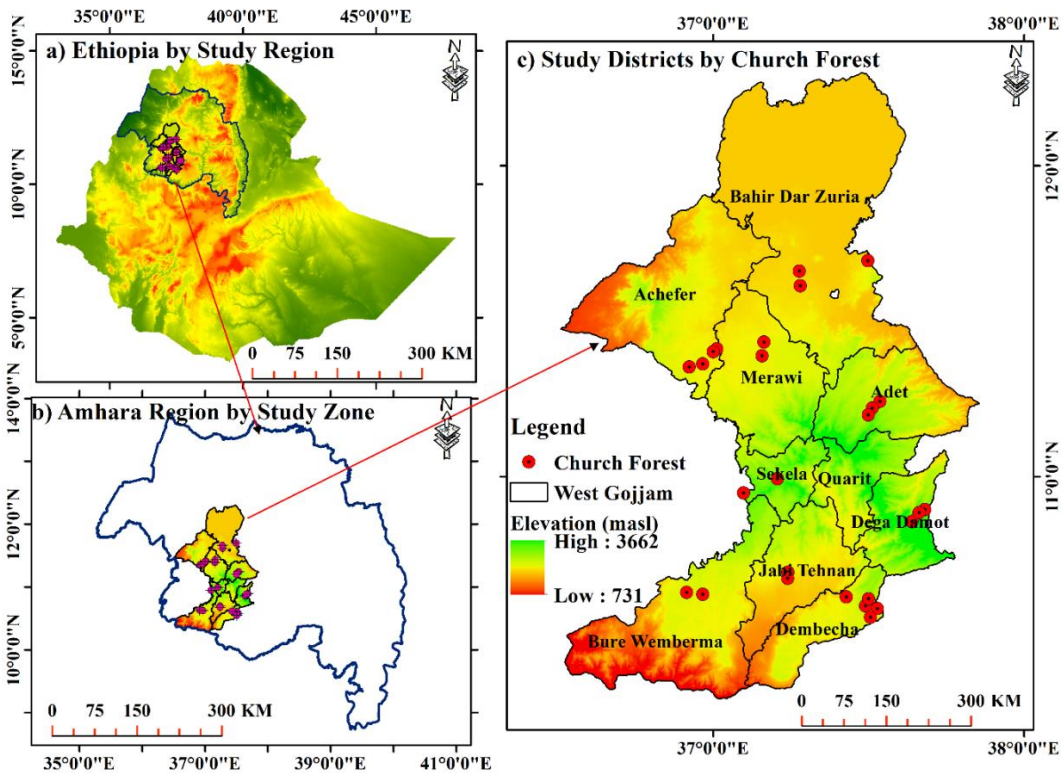 35°0'0"E 40°0'0"E 45°0'0"E
a) Ethiopia by Study Region
N
15°0'0"N
10°0'0"N
5°0'0"N
0 75 150 300 KM
b) Amhara Region by Study Zone
N
14°0'0"N
12°0'0"N
10°0'0"N
0 75 150 300 KM
35°0'0"E 37°0'0"E 39°0'0"E 41°0'0"E
37°0'0"E 38°0'0"E
c) Study Districts by Church Forest
N
12°0'0"N
11°0'0"N
Bahir Dar Zuria
Achefer
Merawi
Adet
Sekela
Quarit
Dega Damot
Jabi Tehnan
Dembecha
Bure Wemberma
Legend
Church Forest
West Gojjam
Elevation (masl)
High : 3662
Low : 731
0 75 150 300 KM
37°0'0"E 38°0'0"E